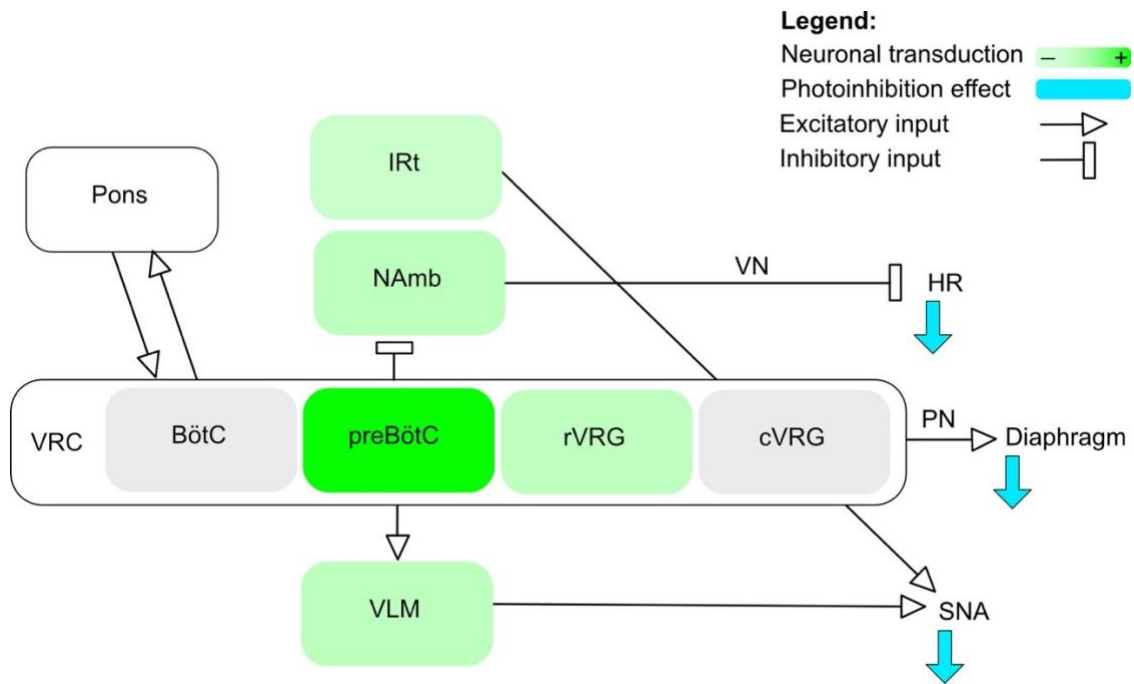 Legend:
Neuronal transduction – +
Photoinhibition effect
Excitatory input
Inhibitory input
IRt
Pons
NAmb
VN
HR
VRC
BötC
preBötC
rVRG
cVRG
PN
Diaphragm
VLM
SNA